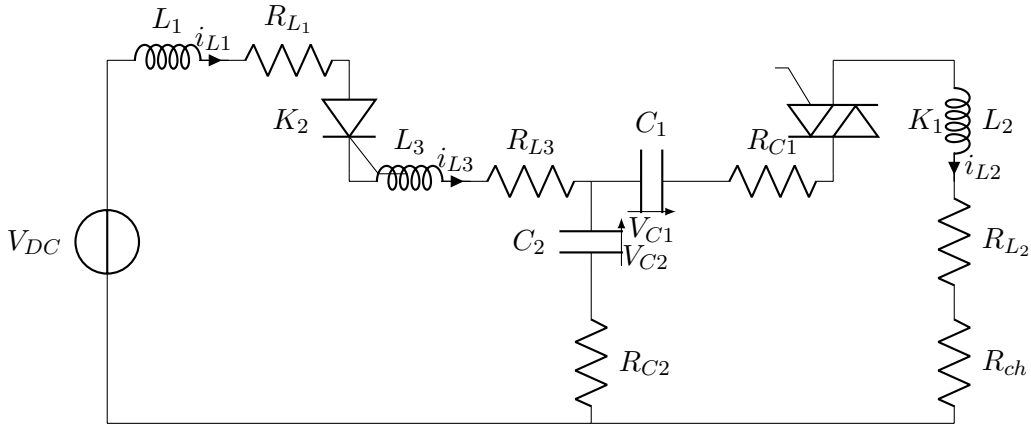 L1
iL1
RL1
K2
L3
iL3
RL3
C1
RC1
K1
L2
iL2
VC1
C2
VC2
VDC
RL2
RC2
Rch